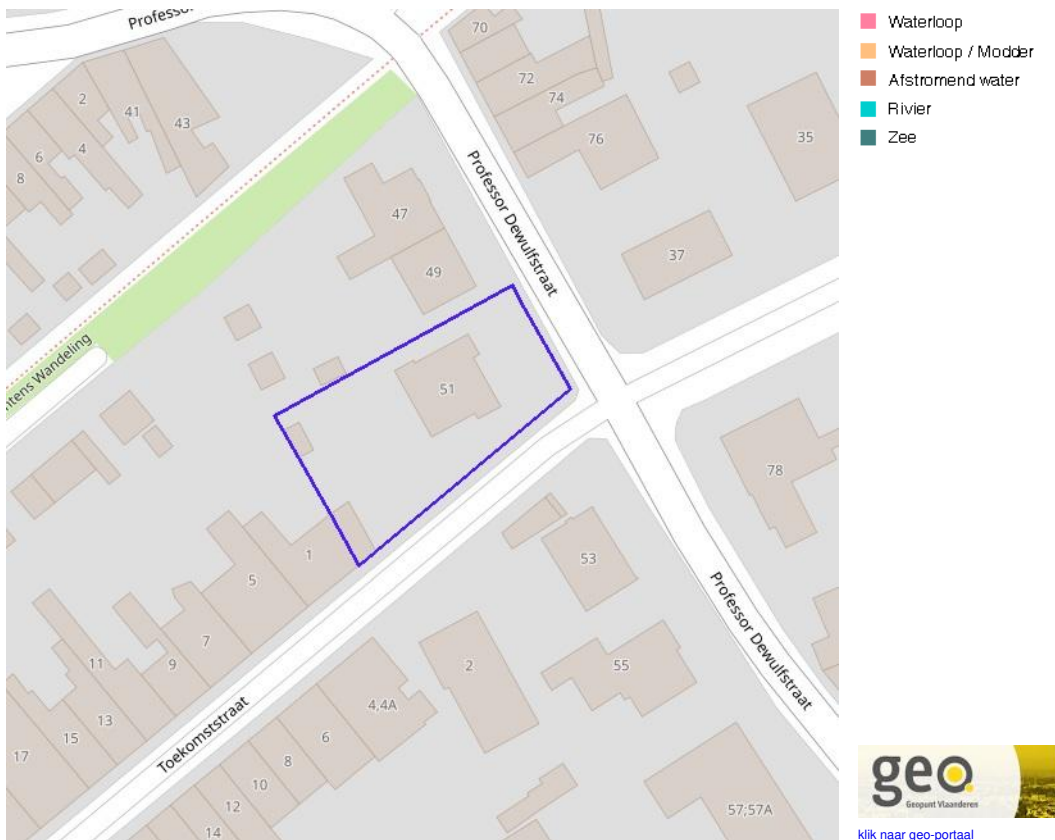 Professor
70
2
72
41
74
43
76
35
4
6
8
Professor Dewulfstraat
47
37
49
ntens Wandeling
51
78
1
53
5
Professor Dewulfstraat
7
11
9
2
55
4,4A
13
15
6
17
Toekomststraat
8
10
12
57;57A
14
Waterloop
Waterloop / Modder
Afstromend water
Rivier
Zee
geo.
Geopunt Vlaanderen
klik naar geo-portaal